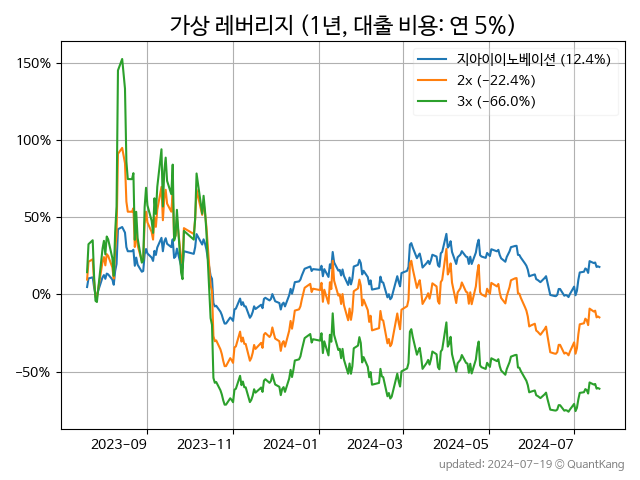 가상 레버리지 (1년, 대출 비용: 연 5%)
지아이이노베이션 (12.4%)
2x (−22.4%)
3x (−66.0%)
150%
100%
50%
0%
−50%
2023-09 2023-11 2024-01 2024-03 2024-05 2024-07
updated: 2024-07-19 © QuantKang